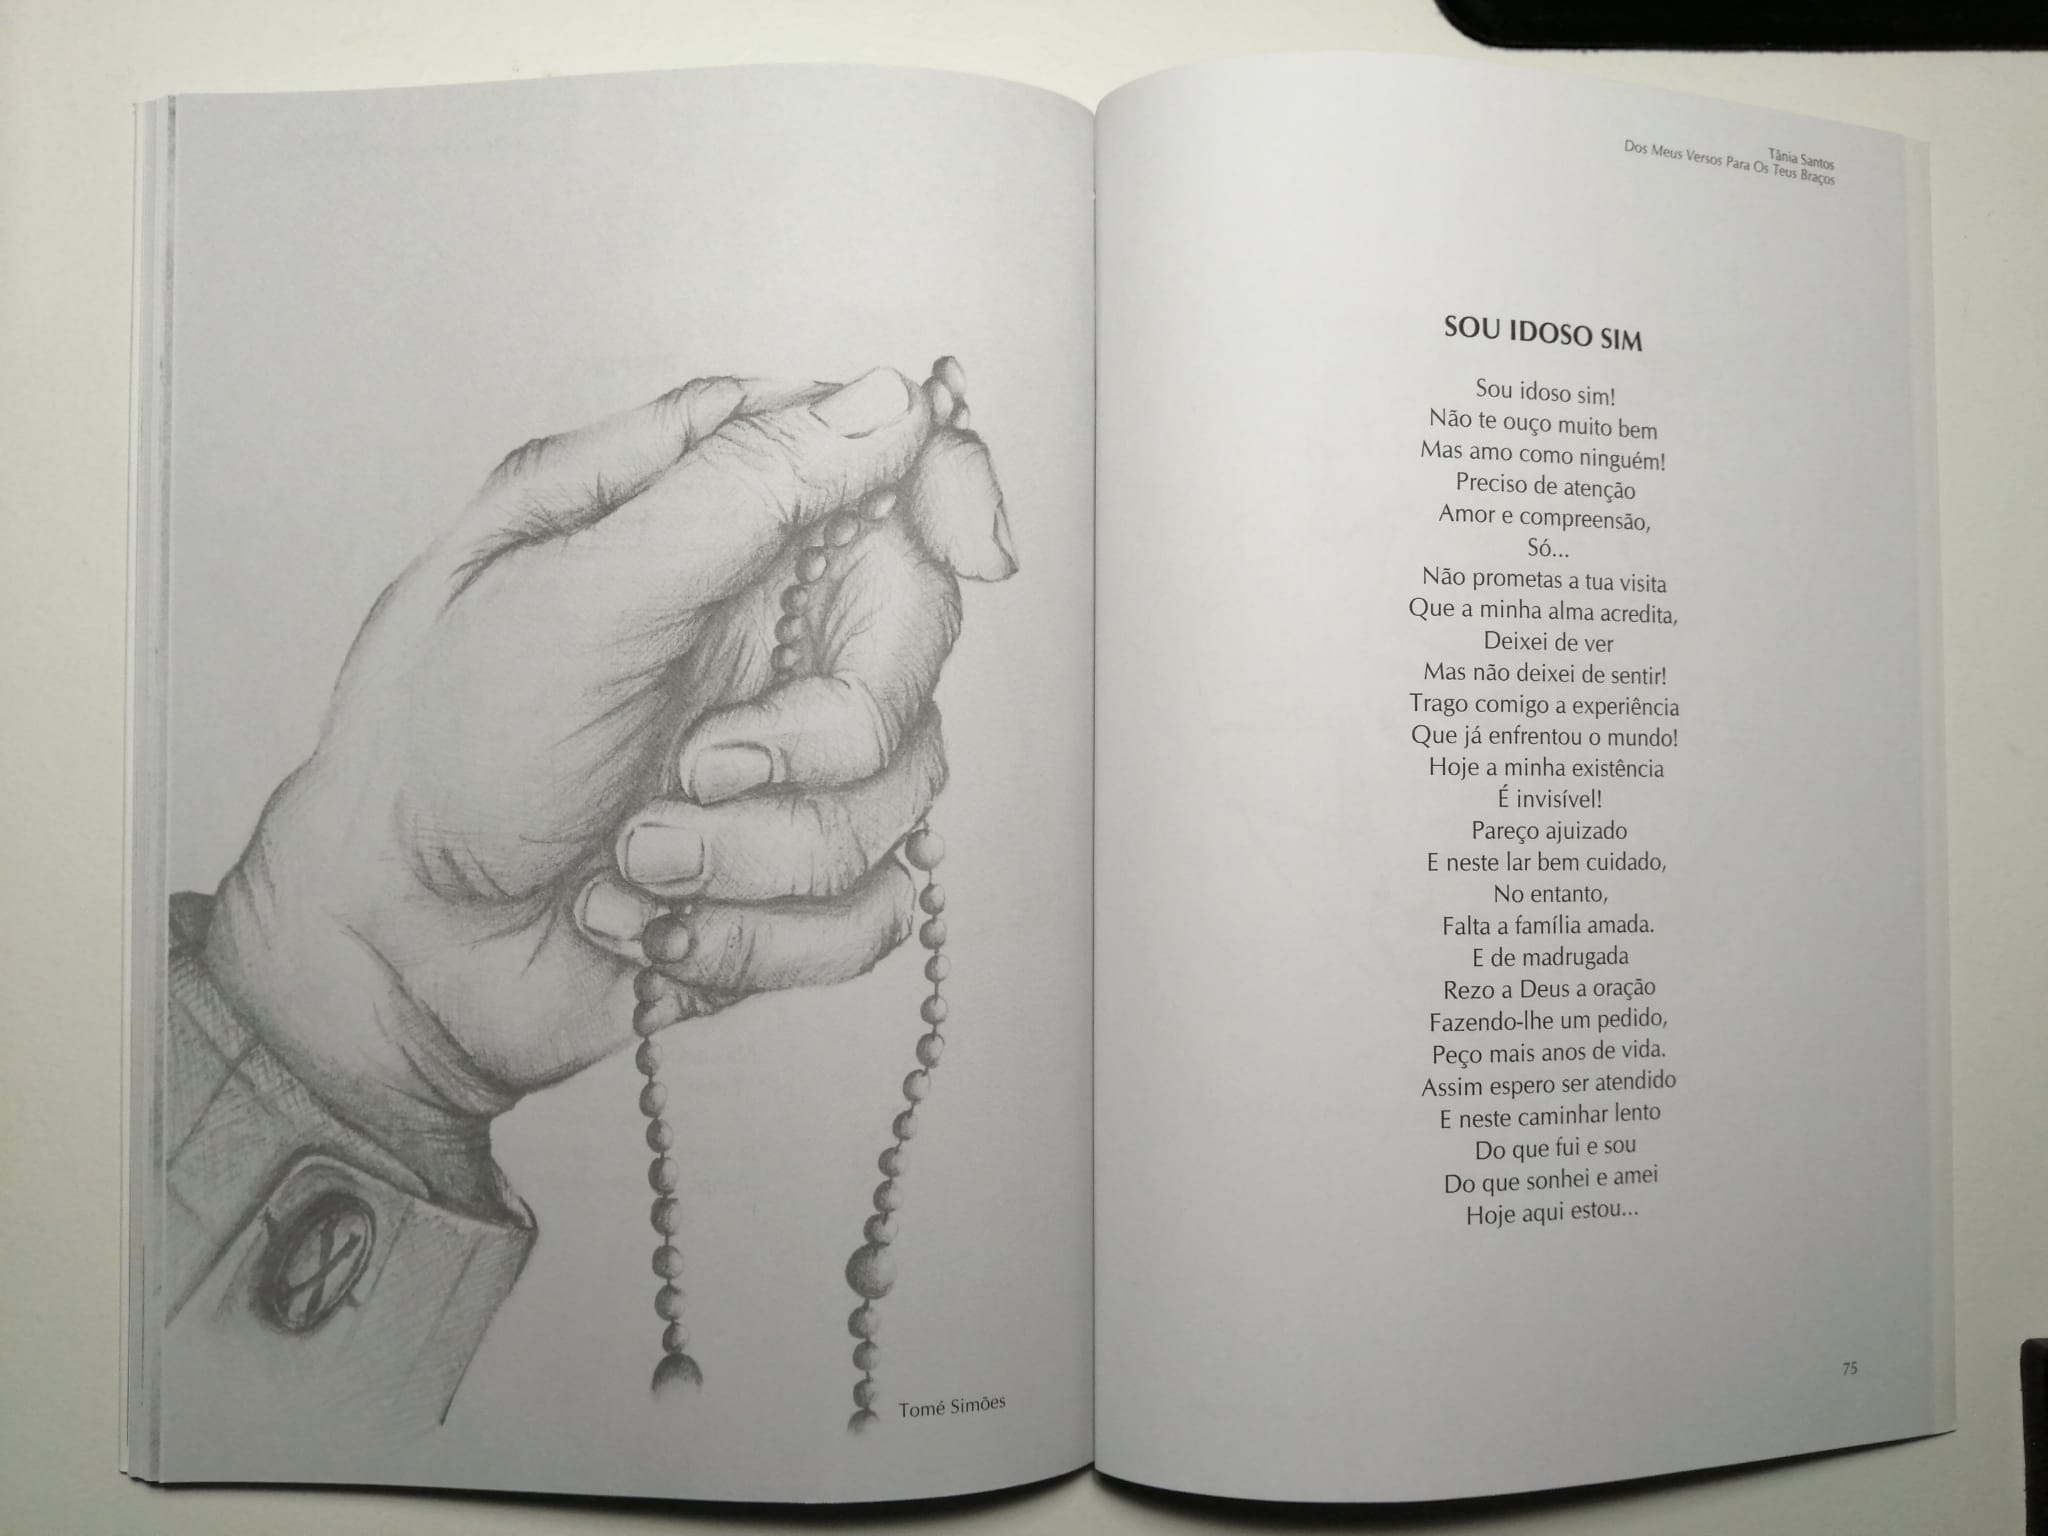 Tomé Simões
Tânia Santos
Dos Meus Versos Para Os Teus Braços
SOU IDOSO SIM
Sou idoso sim!
Não te ouço muito bem
Mas amo como ninguém!
Preciso de atenção
Amor e compreensão,
Só...
Não prometas a tua visita
Que a minha alma acredita,
Deixei de ver
Mas não deixei de sentir!
Trago comigo a experiência
Que já enfrentou o mundo!
Hoje a minha existência
É invisível!
Pareço ajuizado
E neste lar bem cuidado,
No entanto,
Falta a família amada.
E de madrugada
Rezo a Deus a oração
Fazendo-lhe um pedido,
Peço mais anos de vida.
Assim espero ser atendido
E neste caminhar lento
Do que fui e sou
Do que sonhei e amei
Hoje aqui estou...
75